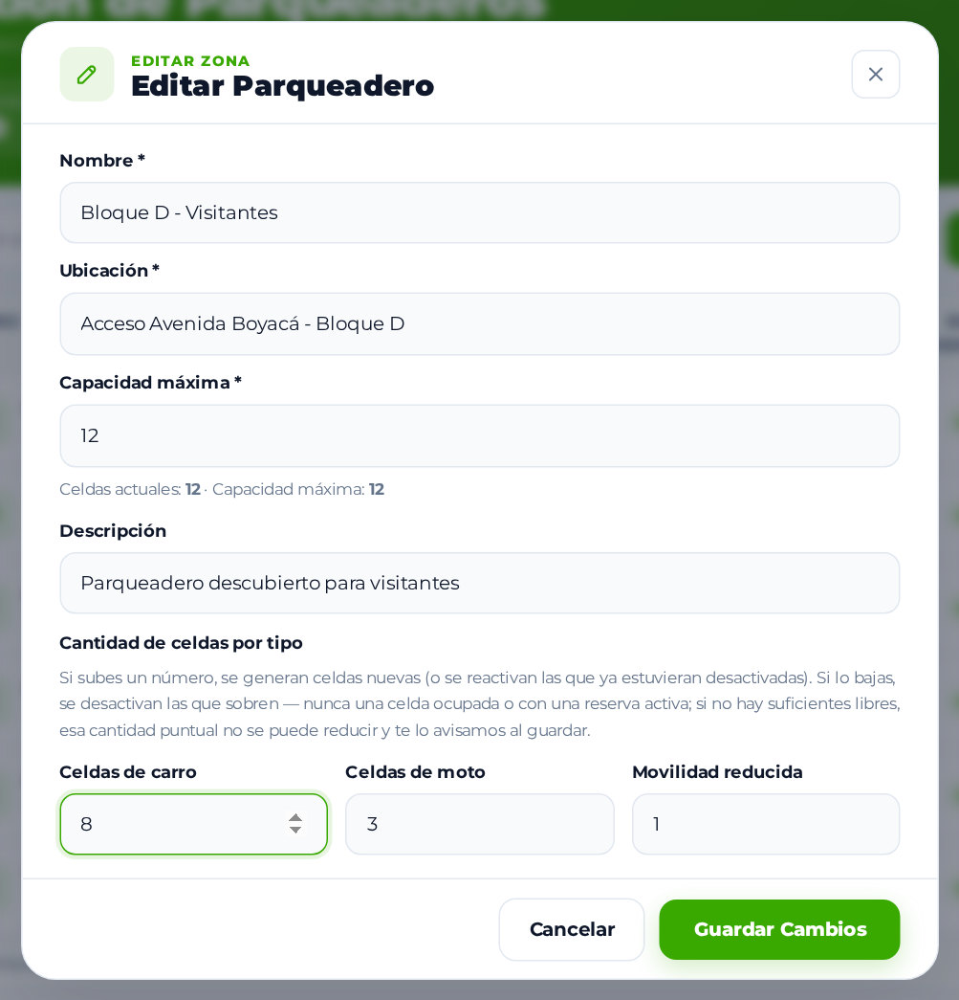 ón de Parqueaderos
EDITAR ZONA
Editar Parqueadero
Nombre *
Bloque D - Visitantes
Ubicación *
Acceso Avenida Boyacá - Bloque D
Capacidad máxima *
12
Celdas actuales: 12 · Capacidad máxima: 12
Descripción
Parqueadero descubierto para visitantes
Cantidad de celdas por tipo
Si subes un número, se generan celdas nuevas (o se reactivan las que ya estuvieran desactivadas). Si lo bajas,
se desactivan las que sobren — nunca una celda ocupada o con una reserva activa; si no hay suficientes libres,
esa cantidad puntual no se puede reducir y te lo avisamos al guardar.
Celdas de carro
Celdas de moto
Movilidad reducida
8
3
1
Cancelar
Guardar Cambios